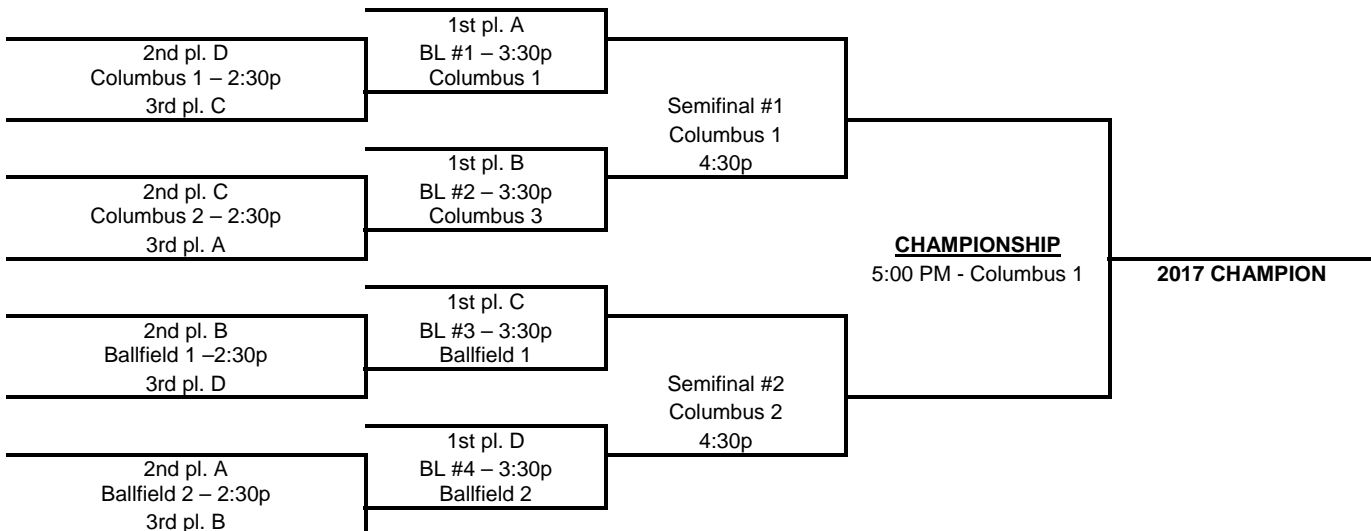 1st pl. A
2nd pl. D
BL #1 – 3:30p
Columbus 1 – 2:30p
Columbus 1
3rd pl. C
Semifinal #1
Columbus 1
4:30p
1st pl. B
2nd pl. C
BL #2 – 3:30p
Columbus 2 – 2:30p
Columbus 3
3rd pl. A
CHAMPIONSHIP
5:00 PM - Columbus 1
2017 CHAMPION
1st pl. C
2nd pl. B
BL #3 – 3:30p
Ballfield 1 –2:30p
Ballfield 1
3rd pl. D
Semifinal #2
Columbus 2
4:30p
1st pl. D
2nd pl. A
BL #4 – 3:30p
Ballfield 2 – 2:30p
Ballfield 2
3rd pl. B